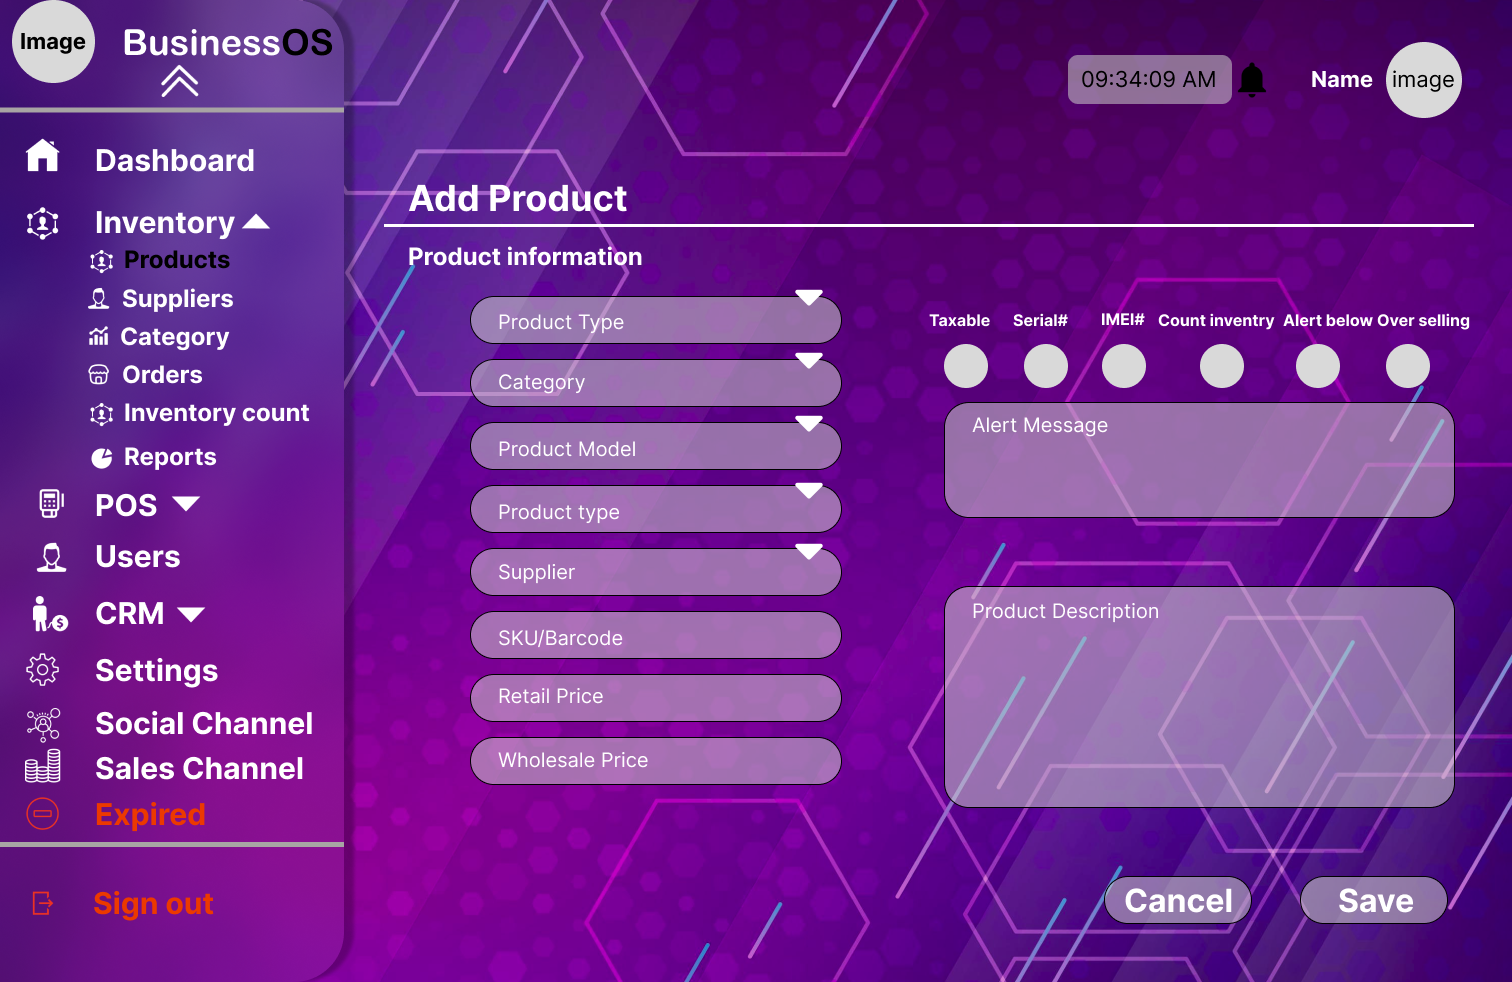 Image
BusinessOS
09:34:09 AM
Name
image
Dashboard
Inventory
Products
Suppliers
Category
Orders
Inventory count
Reports
POS
Users
CRM
Settings
Social Channel
Sales Channel
Expired
Sign out
Add Product
Product information
Product Type
Category
Product Model
Product type
Supplier
SKU/Barcode
Retail Price
Wholesale Price
Taxable Serial# IMEI# Count inventry Alert below Over selling
Alert Message
Product Description
Cancel
Save